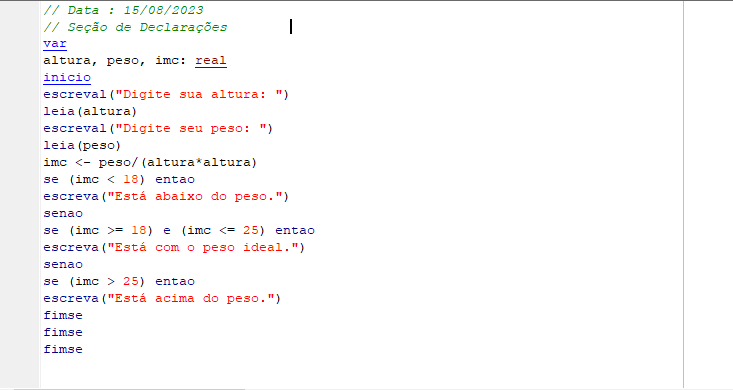 // Data : 15/08/2023
// Seção de Declarações
var
altura, peso, imc: real
inicio
escreval("Digite sua altura: ")
leia(altura)
escreval("Digite seu peso: ")
leia(peso)
imc <- peso/(altura*altura)
se (imc < 18) entao
escreva("Está abaixo do peso.")
senao
se (imc >= 18) e (imc <= 25) entao
escreva("Está com o peso ideal.")
senao
se (imc > 25) entao
escreva("Está acima do peso.")
fimse
fimse
fimse